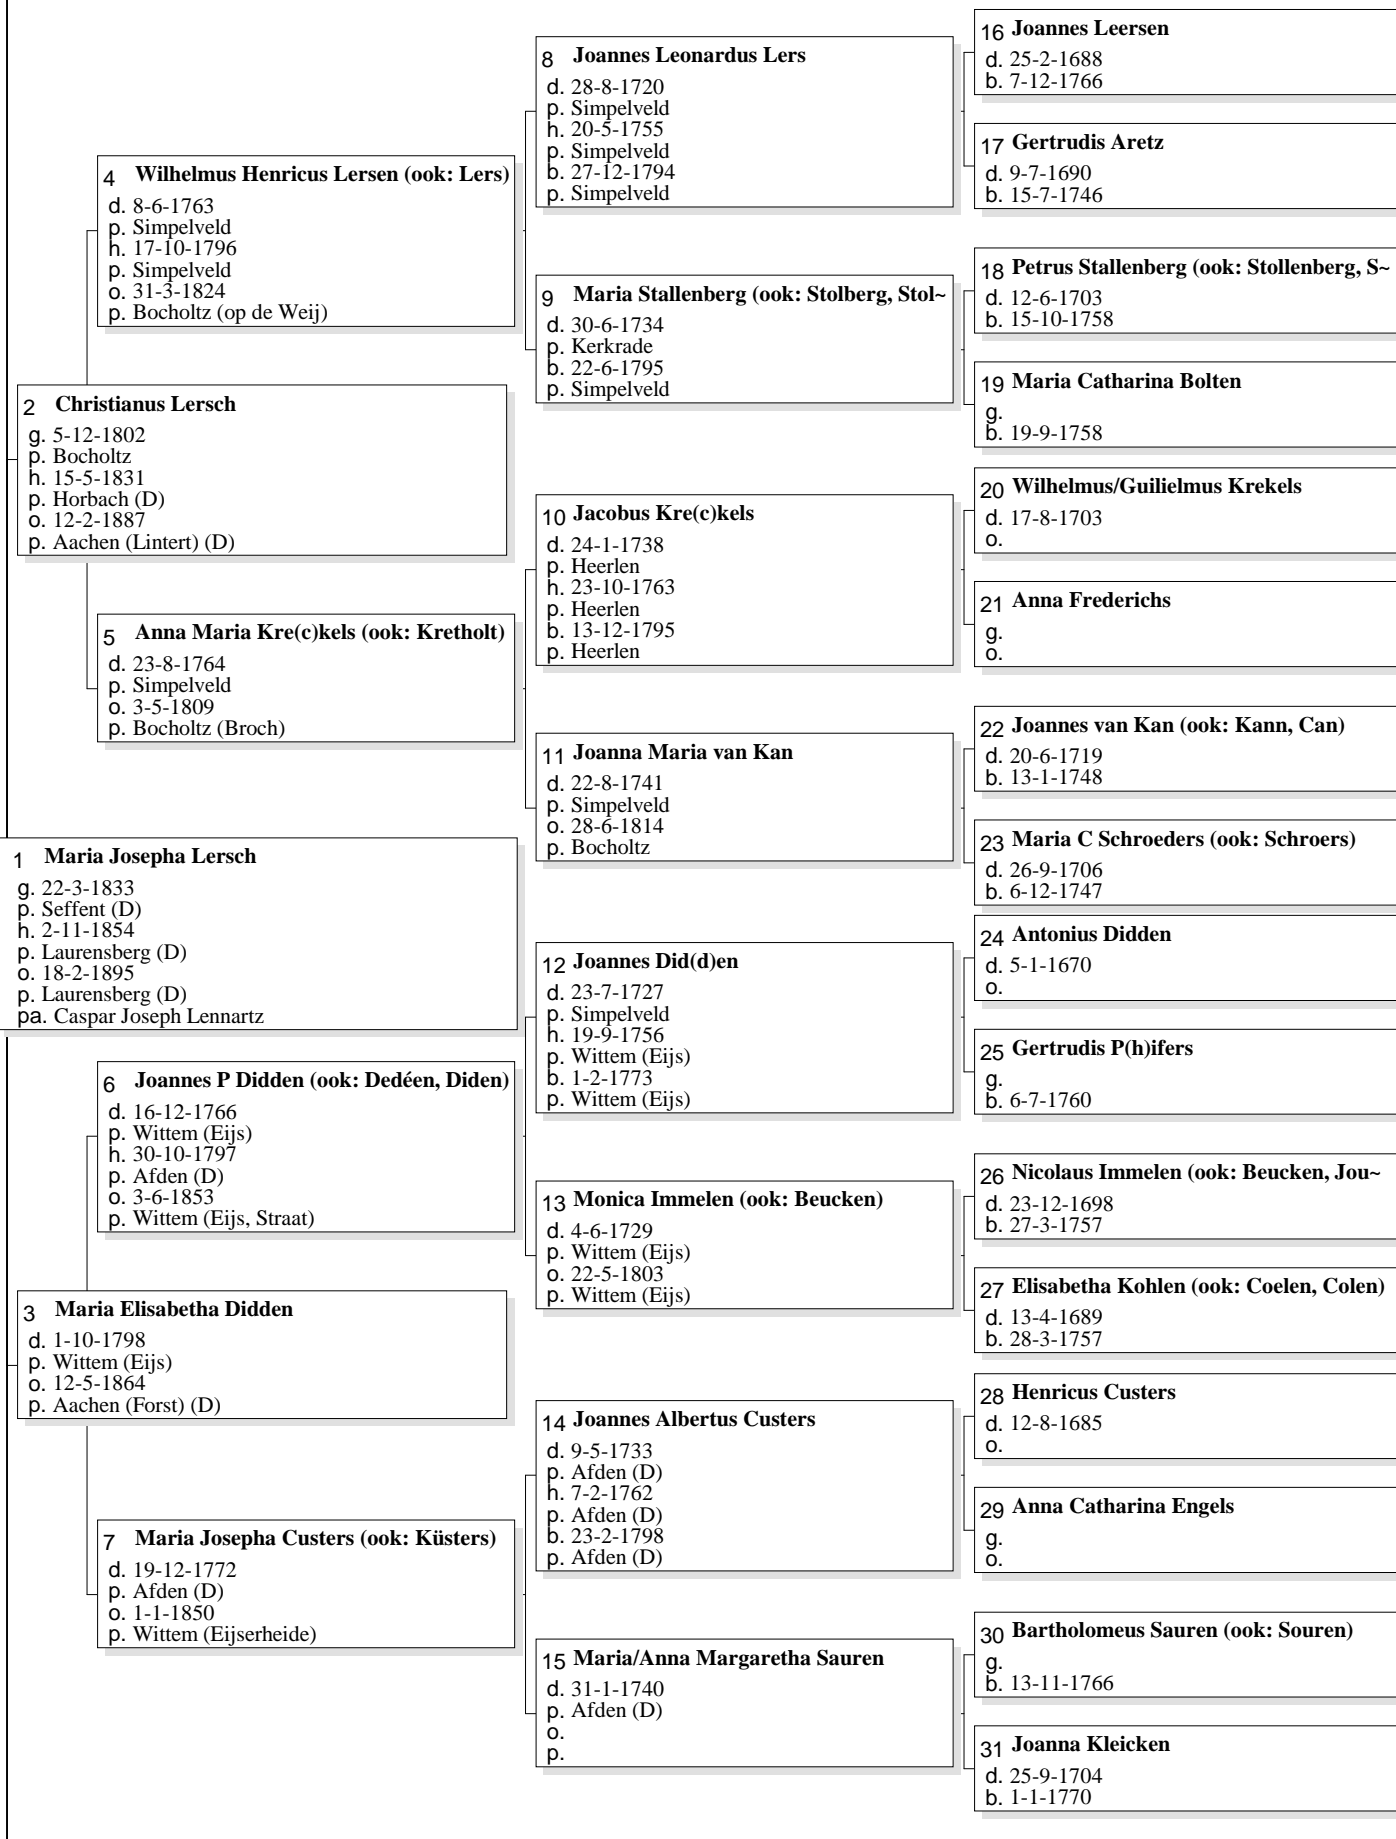 1 Maria Josepha Lersch
g. 22-3-1833
p. Seffent (D)
h. 2-11-1854
p. Laurensberg (D)
o. 18-2-1895
p. Laurensberg (D)
pa. Caspar Joseph Lennartz
2 Christianus Lersch
g. 5-12-1802
p. Bocholtz
h. 15-5-1831
p. Horbach (D)
o. 12-2-1887
p. Aachen (Lintert) (D)
3 Maria Elisabetha Didden
d. 1-10-1798
p. Wittem (Eijs)
o. 12-5-1864
p. Aachen (Forst) (D)
4 Wilhelmus Henricus Lersen (ook: Lers)
d. 8-6-1763
p. Simpelveld
h. 17-10-1796
p. Simpelveld
o. 31-3-1824
p. Bocholtz (op de Weij)
5 Anna Maria Kre(c)kels (ook: Kretholt)
d. 23-8-1764
p. Simpelveld
o. 3-5-1809
p. Bocholtz (Broch)
6 Joannes P Didden (ook: Dedéen, Diden)
d. 16-12-1766
p. Wittem (Eijs)
h. 30-10-1797
p. Afden (D)
o. 3-6-1853
p. Wittem (Eijs, Straat)
7 Maria Josepha Custers (ook: Küsters)
d. 19-12-1772
p. Afden (D)
o. 1-1-1850
p. Wittem (Eijserheide)
8 Joannes Leonardus Lers
d. 28-8-1720
p. Simpelveld
h. 20-5-1755
p. Simpelveld
b. 27-12-1794
p. Simpelveld
9 Maria Stallenberg (ook: Stolberg, Stol~
d. 30-6-1734
p. Kerkrade
b. 22-6-1795
p. Simpelveld
10 Jacobus Kre(c)kels
d. 24-1-1738
p. Heerlen
h. 23-10-1763
p. Heerlen
b. 13-12-1795
p. Heerlen
11 Joanna Maria van Kan
d. 22-8-1741
p. Simpelveld
o. 28-6-1814
p. Bocholtz
12 Joannes Did(d)en
d. 23-7-1727
p. Simpelveld
h. 19-9-1756
p. Wittem (Eijs)
b. 1-2-1773
p. Wittem (Eijs)
13 Monica Immelen (ook: Beucken)
d. 4-6-1729
p. Wittem (Eijs)
o. 22-5-1803
p. Wittem (Eijs)
14 Joannes Albertus Custers
d. 9-5-1733
p. Afden (D)
h. 7-2-1762
p. Afden (D)
b. 23-2-1798
p. Afden (D)
15 Maria/Anna Margaretha Sauren
d. 31-1-1740
p. Afden (D)
o.
p.
16 Joannes Leersen
d. 25-2-1688
b. 7-12-1766
17 Gertrudis Aretz
d. 9-7-1690
b. 15-7-1746
18 Petrus Stallenberg (ook: Stollenberg, S~
d. 12-6-1703
b. 15-10-1758
19 Maria Catharina Bolten
g.
b. 19-9-1758
20 Wilhelmus/Guilielmus Krekels
d. 17-8-1703
o.
21 Anna Frederichs
g.
o.
22 Joannes van Kan (ook: Kann, Can)
d. 20-6-1719
b. 13-1-1748
23 Maria C Schroeders (ook: Schroers)
d. 26-9-1706
b. 6-12-1747
24 Antonius Didden
d. 5-1-1670
o.
25 Gertrudis P(h)ifers
g.
b. 6-7-1760
26 Nicolaus Immelen (ook: Beucken, Jou~
d. 23-12-1698
b. 27-3-1757
27 Elisabetha Kohlen (ook: Coelen, Colen)
d. 13-4-1689
b. 28-3-1757
28 Henricus Custers
d. 12-8-1685
o.
29 Anna Catharina Engels
g.
o.
30 Bartholomeus Sauren (ook: Souren)
g.
b. 13-11-1766
31 Joanna Kleicken
d. 25-9-1704
b. 1-1-1770